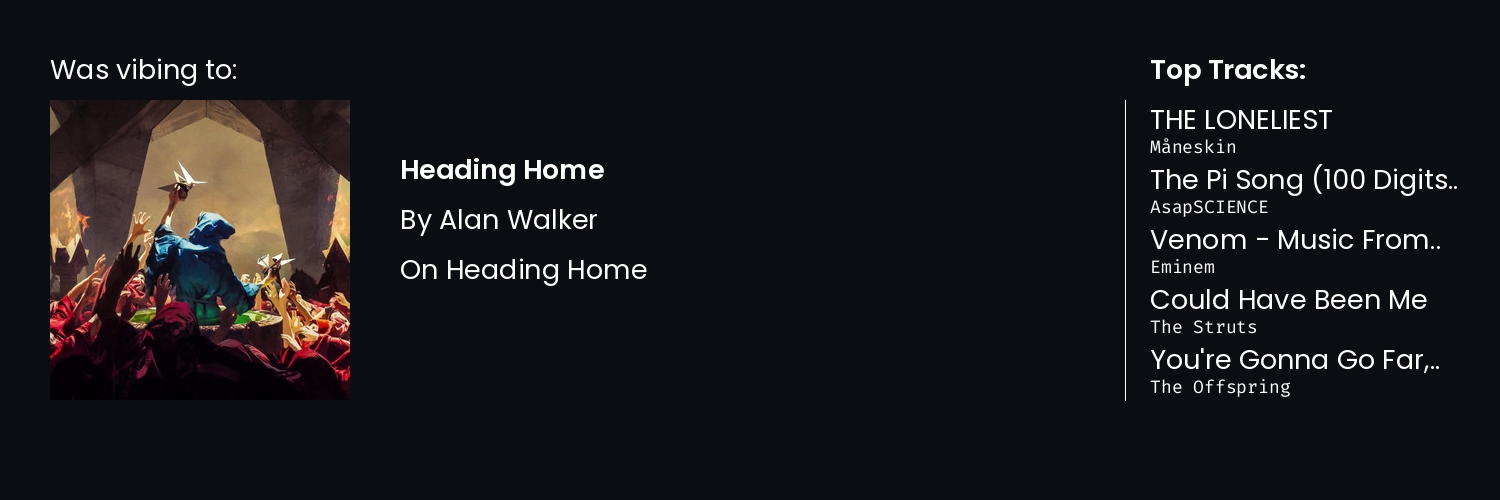 Was vibing to:
Heading Home
By Alan Walker
On Heading Home
Top Tracks:
THE LONELIEST
Måneskin
The Pi Song (100 Digits..
AsapSCIENCE
Venom - Music From..
Eminem
Could Have Been Me
The Struts
You're Gonna Go Far,..
The Offspring